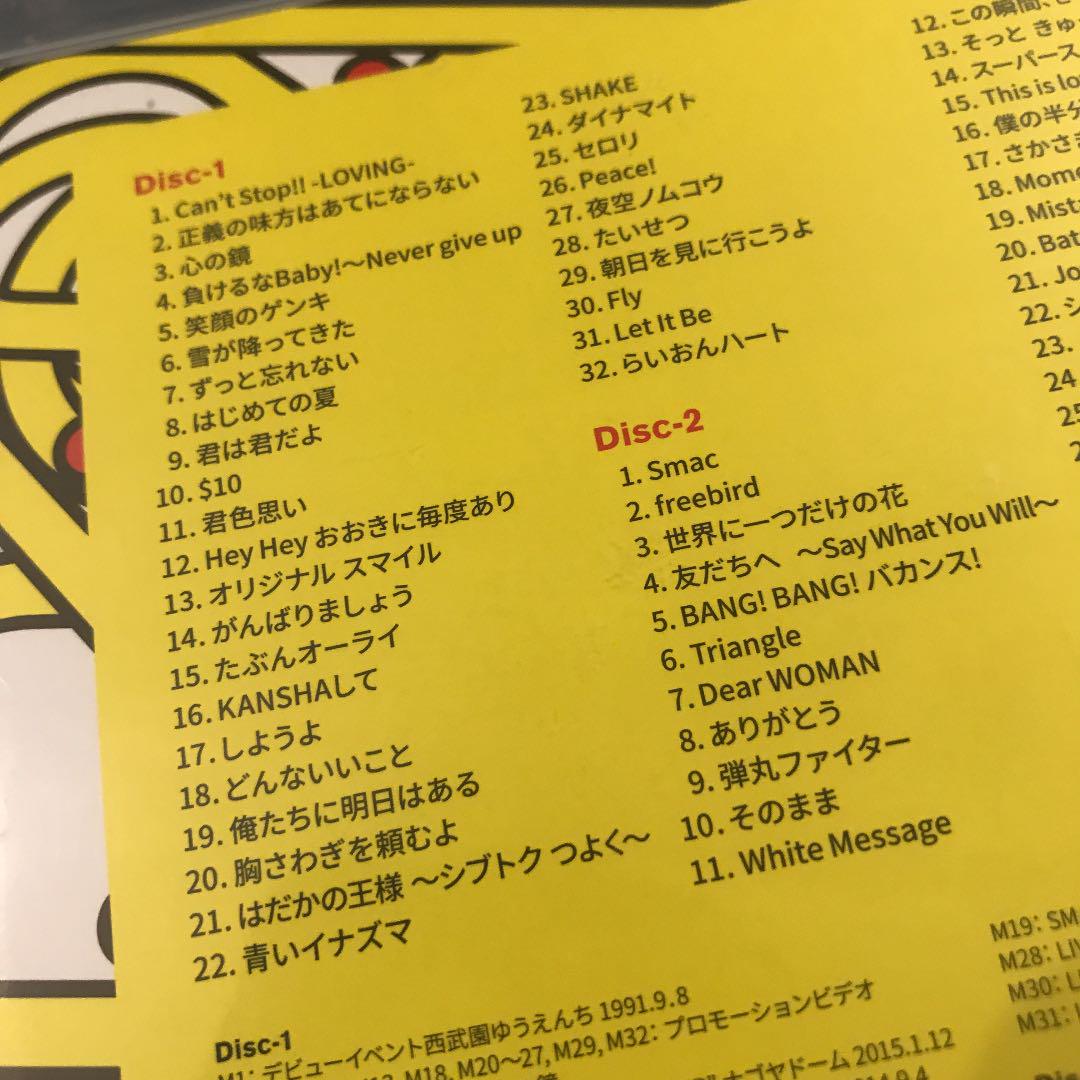 Disc-1
1. Can't Stop!! -LOVING-
2. 正義の味方はあてにならない
3. 心の鏡
4. 負けるなBaby!〜Never give up
5. 笑顔のゲンキ
6. 雪が降ってきた
7. ずっと忘れない
8. はじめての夏
9. 君は君だよ
10. $10
11. 君色思い
12. Hey Hey おおきに毎度あり
13. オリジナル スマイル
14. がんばりましょう
15. たぶんオーライ
16. KANSHAして
17. しようよ
18. どんないいこと
19. 俺たちに明日はある
20. 胸さわぎを頼むよ
21. はだかの王様 〜シブトク つよく〜
22. 青いイナズマ
23. SHAKE
24. ダイナマイト
25. セロリ
26. Peace!
27. 夜空ノムコウ
28. たいせつ
29. 朝日を見に行こうよ
30. Fly
31. Let It Be
32. らいおんハート
Disc-2
1. Smac
2. freebird
3. 世界に一つだけの花
4. 友だちへ 〜Say What You Will〜
5. BANG! BANG! バカンス!
6. Triangle
7. Dear WOMAN
8. ありがとう
9. 弾丸ファイター
10. そのまま
11. White Message
12. この瞬間、
13. そっと きゅ
14. スーパース
15. This is lo
16. 僕の半分
17. さかさ
18. Mome
19. Mist
20. Bat
21. Jo
22. シ
23.
24.
25
Disc-1
M1: デビューイベント西武園ゆうえんち 1991.9.8
M18, M20〜27, M29, M32: プロモーションビデオ
ナゴヤドーム 2015.1.12
9.4
M19: SM
M28: LIV
M30: LI
M31: